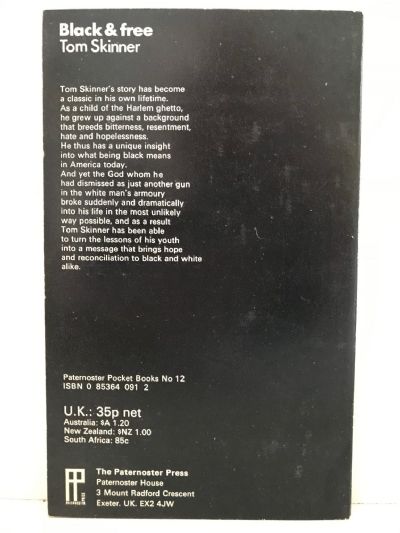 Black & free
Tom Skinner
Tom Skinner's story has become
a classic in his own lifetime.
As a child of the Harlem ghetto,
he grew up against a background
that breeds bitterness, resentment,
hate and hopelessness.
He thus has a unique insight
into what being black means
in America today.
And yet the God whom he
had dismissed as just another gun
in the white man's armoury
broke suddenly and dramatically
into his life in the most unlikely
way possible, and as a result
Tom Skinner has been able
to turn the lessons of his youth
into a message that brings hope
and reconciliation to black and white
alike.
Paternoster Pocket Books No 12
ISBN 0 85364 091 2
U.K.: 35p net
Australia: $A 1.20
New Zealand: $NZ 1.00
South Africa: 85c
The Paternoster Press
Paternoster House
3 Mount Radford Crescent
Exeter. UK. EX2 4JW
PATERNOSTER
PRESS